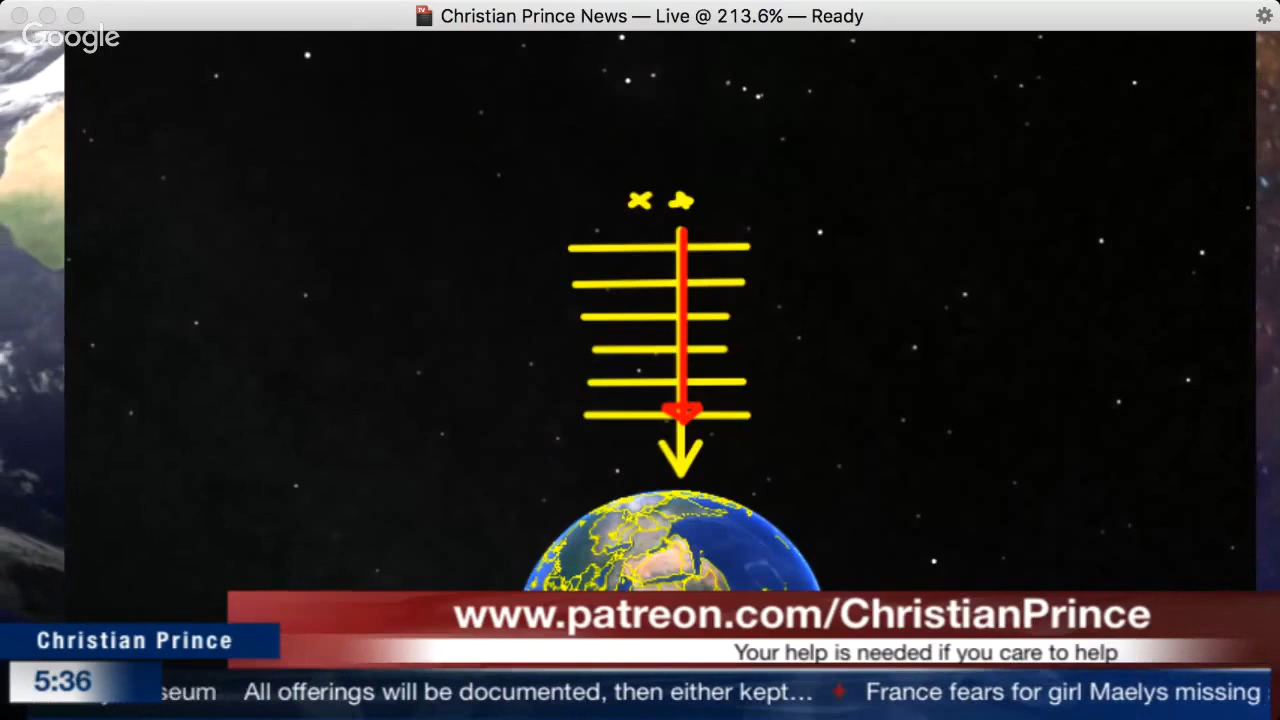 Christian Prince News — Live @ 213.6% — Ready
Google
www.patreon.com/ChristianPrince
Christian Prince
Your help is needed if you care to help
5:36
seum All offerings will be documented, then either kept... France fears for girl Maelys missing